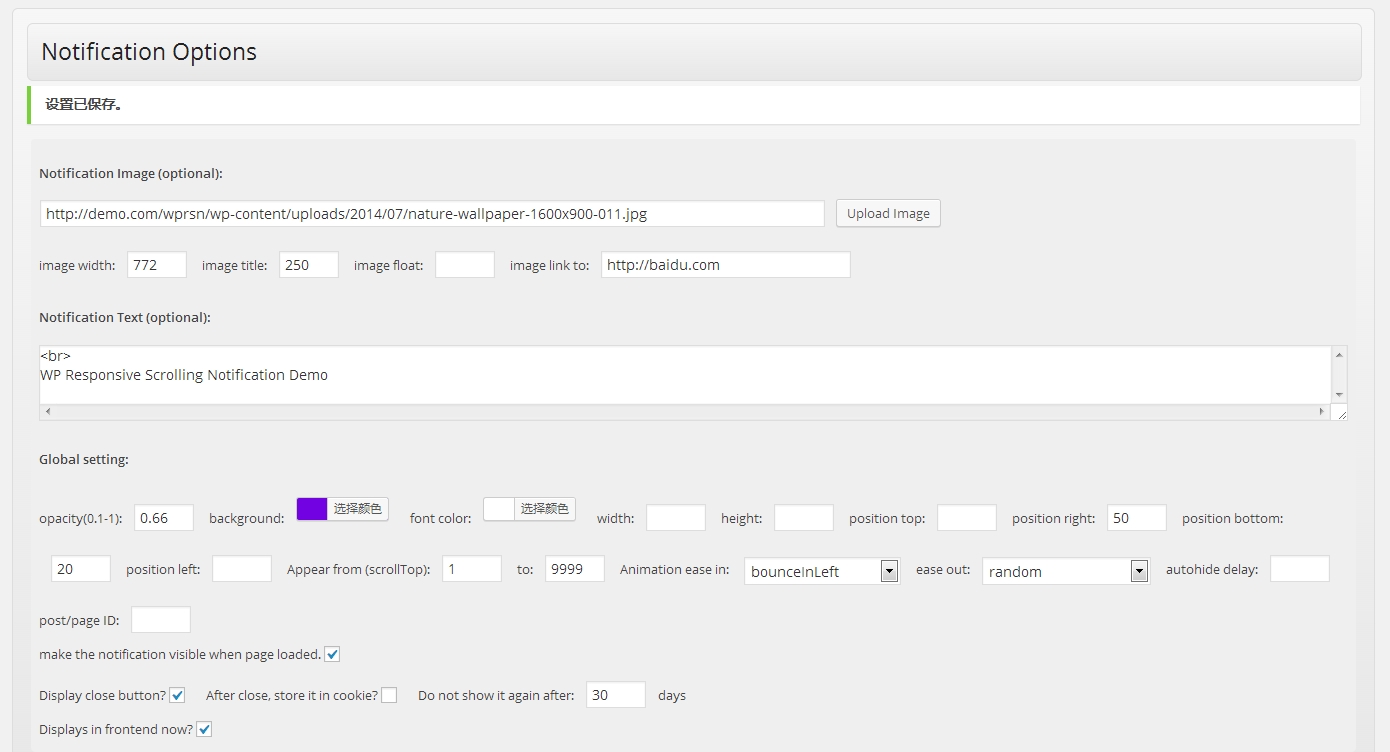 Notification Options
设置已保存。
Notification Image (optional):
http://demo.com/wprsn/wp-content/uploads/2014/07/nature-wallpaper-1600x900-011.jpg Upload Image
image width: 772 image title: 250 image float: image link to: http://baidu.com
Notification Text (optional):
<br>
WP Responsive Scrolling Notification Demo
Global setting:
opacity(0.1-1): 0.66 background: 选择颜色 font color: 选择颜色 width: height: position top: position right: 50 position bottom:
20 position left: Appear from (scrollTop): 1 to: 9999 Animation ease in: bounceInLeft ease out: random autohide delay:
post/page ID:
make the notification visible when page loaded.
Display close button? After close, store it in cookie? Do not show it again after: 30 days
Displays in frontend now?